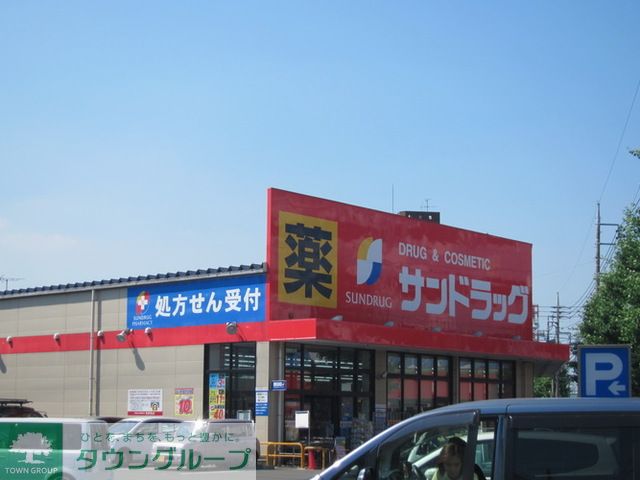 薬
DRUG & COSMETIC
サンドラッグ
SUNDRUG
処方せん受付
SUNDRUG
PHARMACY
P
ひとを、まちを、もっと豊かに。
タウングループ
TOWN GROUP